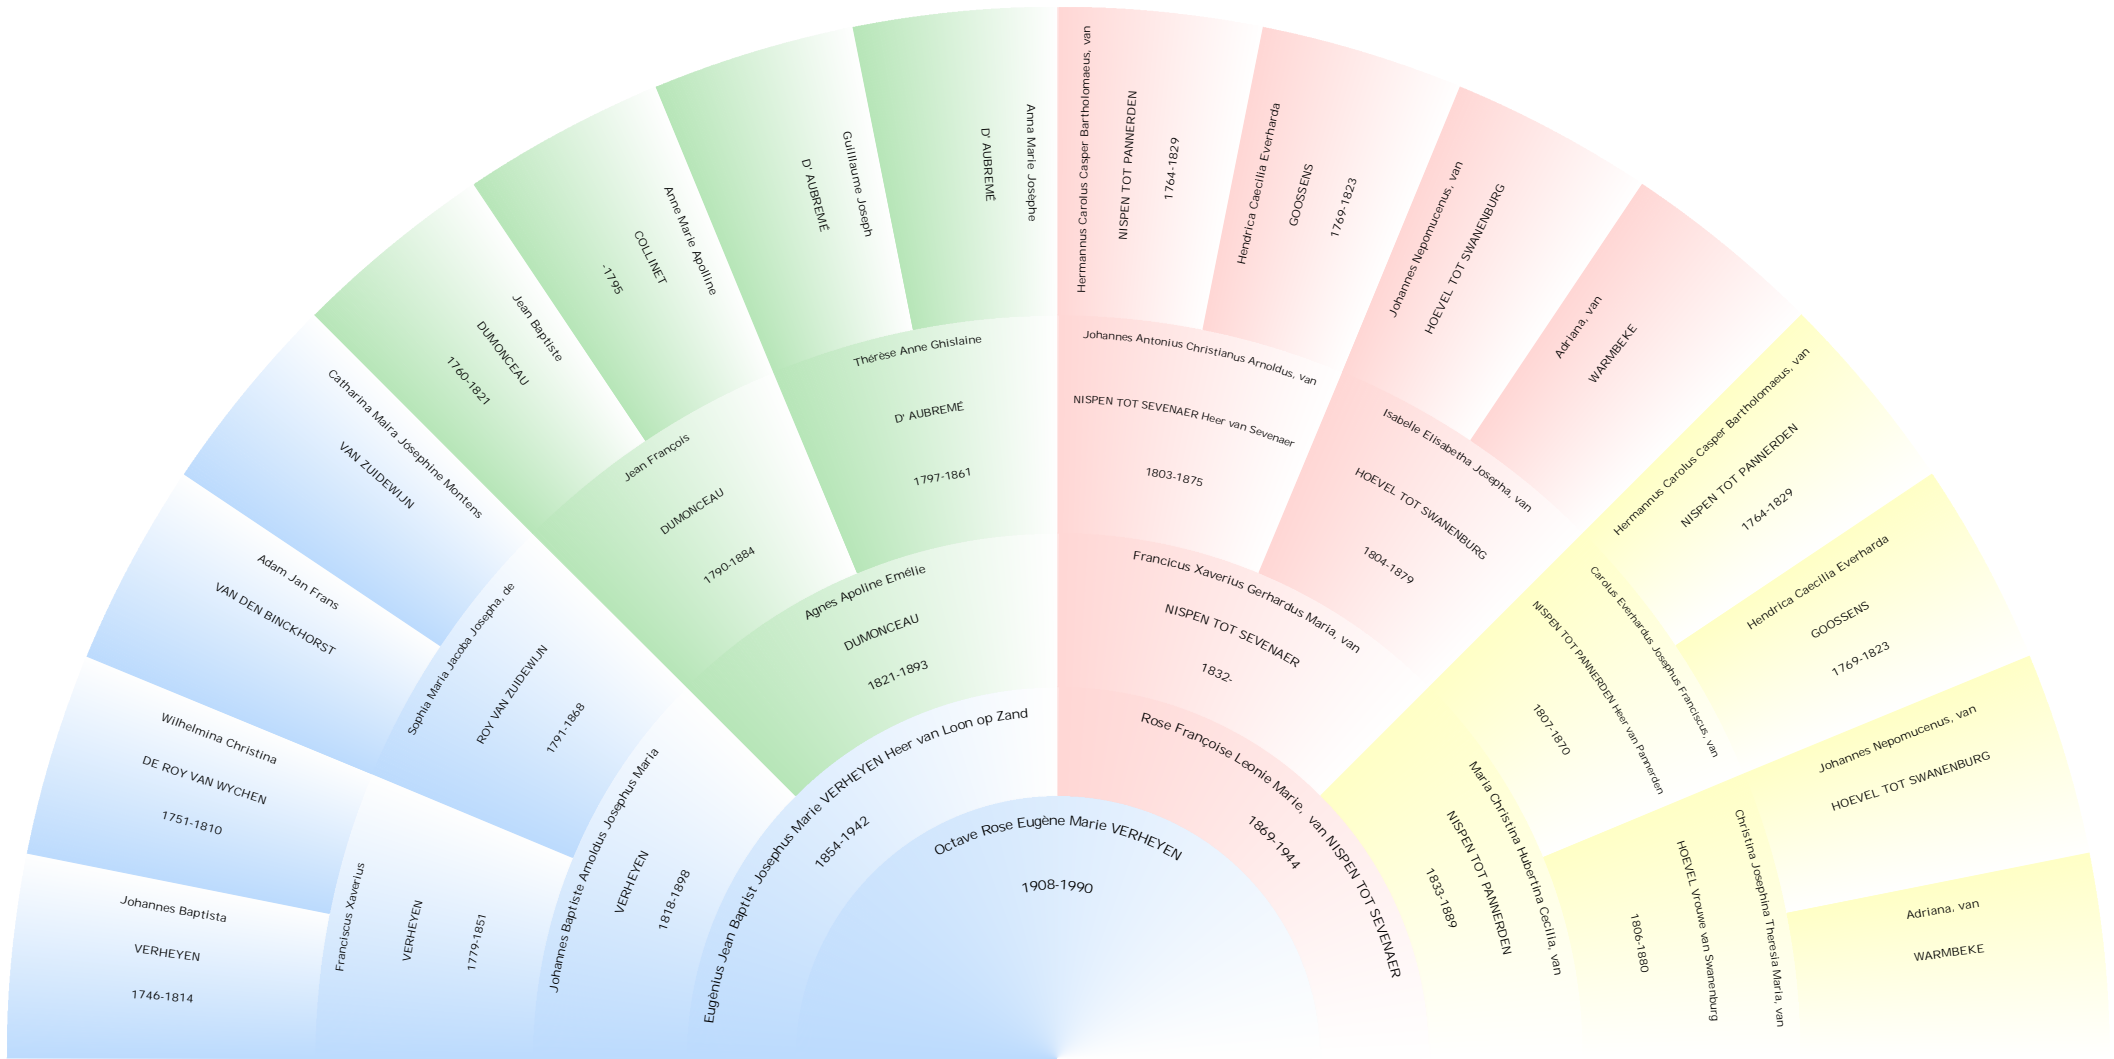 Octave Rose Eugène Marie VERHEYEN
1908-1990
Eugènius Jean Baptist Josephus Marie VERHEYEN Heer van Loon op Zand
1854-1942
Rose Françoise Leonie Marie, van NISPEN TOT SEVENAER
1869-1944
Johannes Baptiste Arnoldus Josephus Maria
VERHEYEN
1818-1898
Agnes Apoline Emélie
DUMONCEAU
1821-1893
Francicus Xaverius Gerhardus Maria, van
NISPEN TOT SEVENAER
1832-
Maria Christina Hubertina Cecilia, van
NISPEN TOT PANNERDEN
1833-1889
Franciscus Xaverius
VERHEYEN
1779-1851
Sophia Maria Jacoba Josepha, de
ROY VAN ZUIDEWIJN
1791-1868
Jean François
DUMONCEAU
1790-1884
Thérèse Anne Ghislaine
D' AUBREMÉ
1797-1861
Johannes Antonius Christianus Arnoldus, van
NISPEN TOT SEVENAER Heer van Sevenaer
1803-1875
Isabelle Elisabetha Josepha, van
HOEVEL TOT SWANENBURG
1804-1879
Carolus Everhardus Josephus Franciscus, van
NISPEN TOT PANNERDEN Heer van Pannerden
1807-1870
Christina Josephina Theresia Maria, van
HOEVEL Vrouwe van Swanenburg
1806-1880
Johannes Baptista
VERHEYEN
1746-1814
Wilhelmina Christina
DE ROY VAN WYCHEN
1751-1810
Adam Jan Frans
VAN DEN BINCKHORST
Catharina Maira Josephine Montens
VAN ZUIDEWIJN
Jean Baptiste
DUMONCEAU
1760-1821
Anne Marie Apolline
COLLINET
-1795
Guilllaume Joseph
D' AUBREMÉ
Anna Marie Josèphe
D' AUBREMÉ
Hermannus Carolus Casper Bartholomaeus, van
NISPEN TOT PANNERDEN
1764-1829
Hendrica Caecilia Everharda
GOOSSENS
1769-1823
Johannes Nepomucenus, van
HOEVEL TOT SWANENBURG
Adriana, van
WARMBEKE
Hermannus Carolus Casper Bartholomaeus, van
NISPEN TOT PANNERDEN
1764-1829
Hendrica Caecilia Everharda
GOOSSENS
1769-1823
Johannes Nepomucenus, van
HOEVEL TOT SWANENBURG
Adriana, van
WARMBEKE